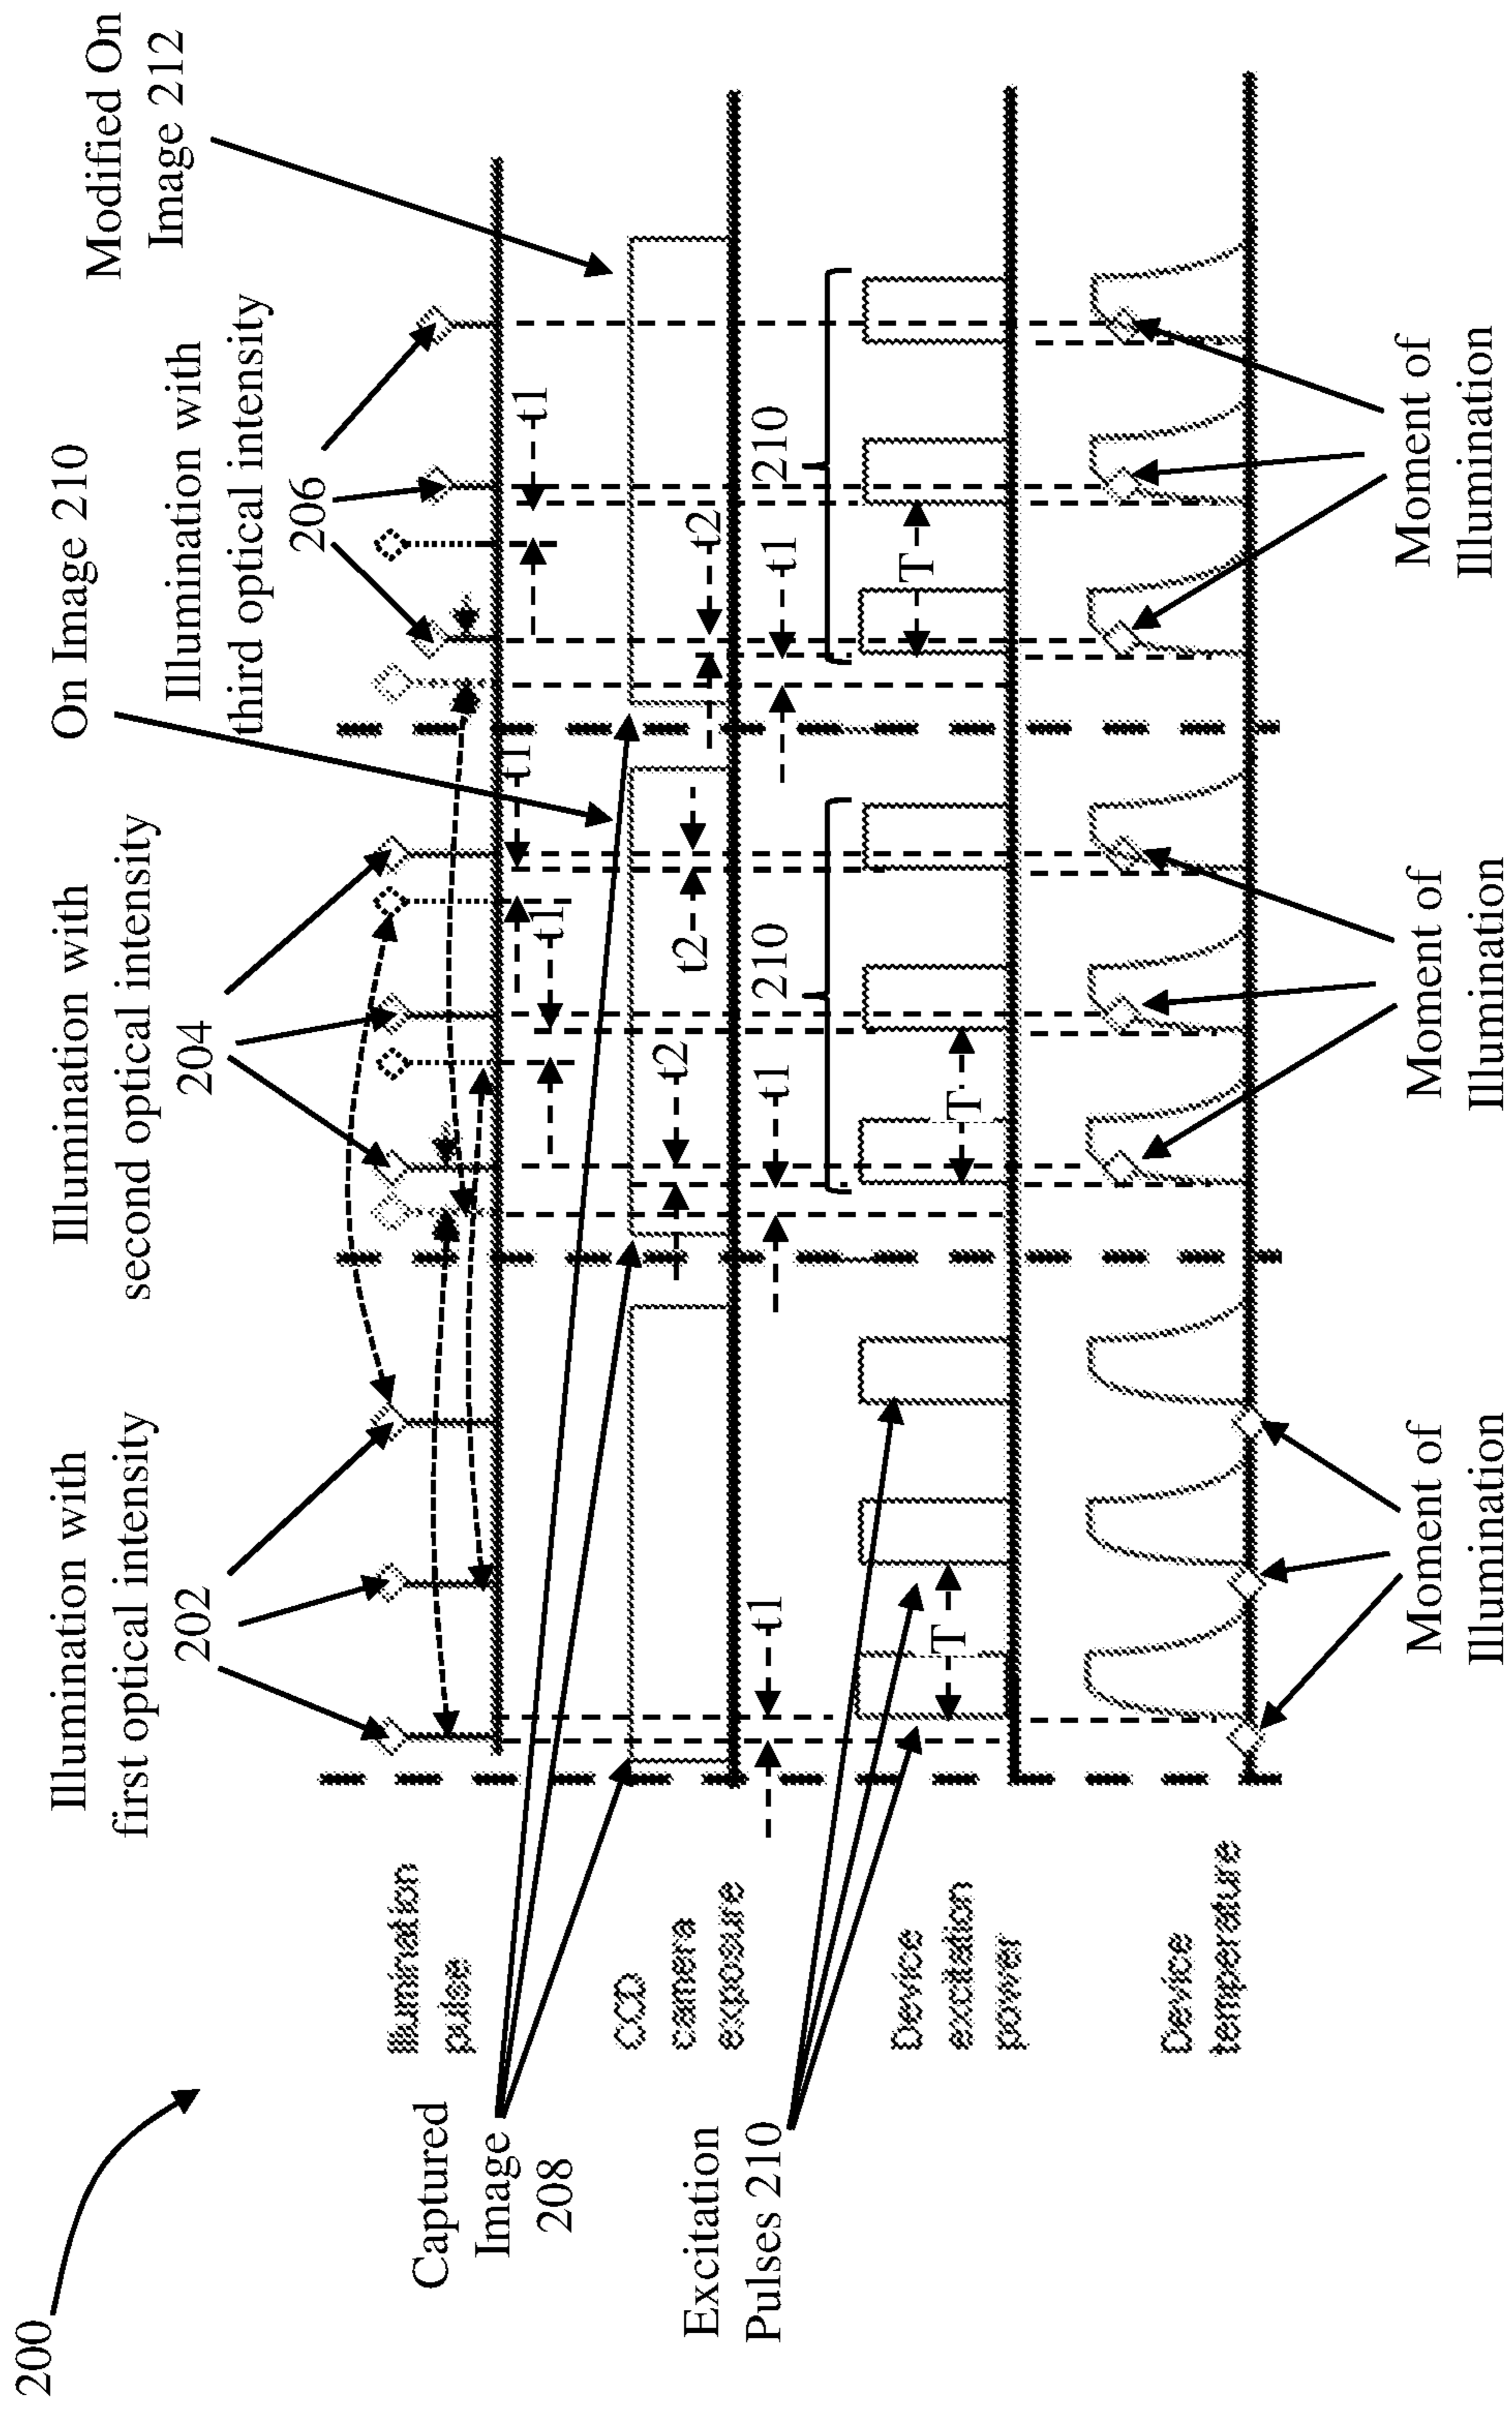 200
Illumination with
first optical intensity
202
Illumination with
second optical intensity
204
On Image 210
Illumination with
third optical intensity
206
Modified On
Image 212
Illumination
pulse
t1
t1
t1
Captured
Image
208
CCD
camera
exposure
t2
t2
t2
t1
t1
t1
210
210
Excitation
Pulses 210
Device
excitation
power
T
T
T
Device
temperature
Moment of
Illumination
Moment of
Illumination
Moment of
Illumination